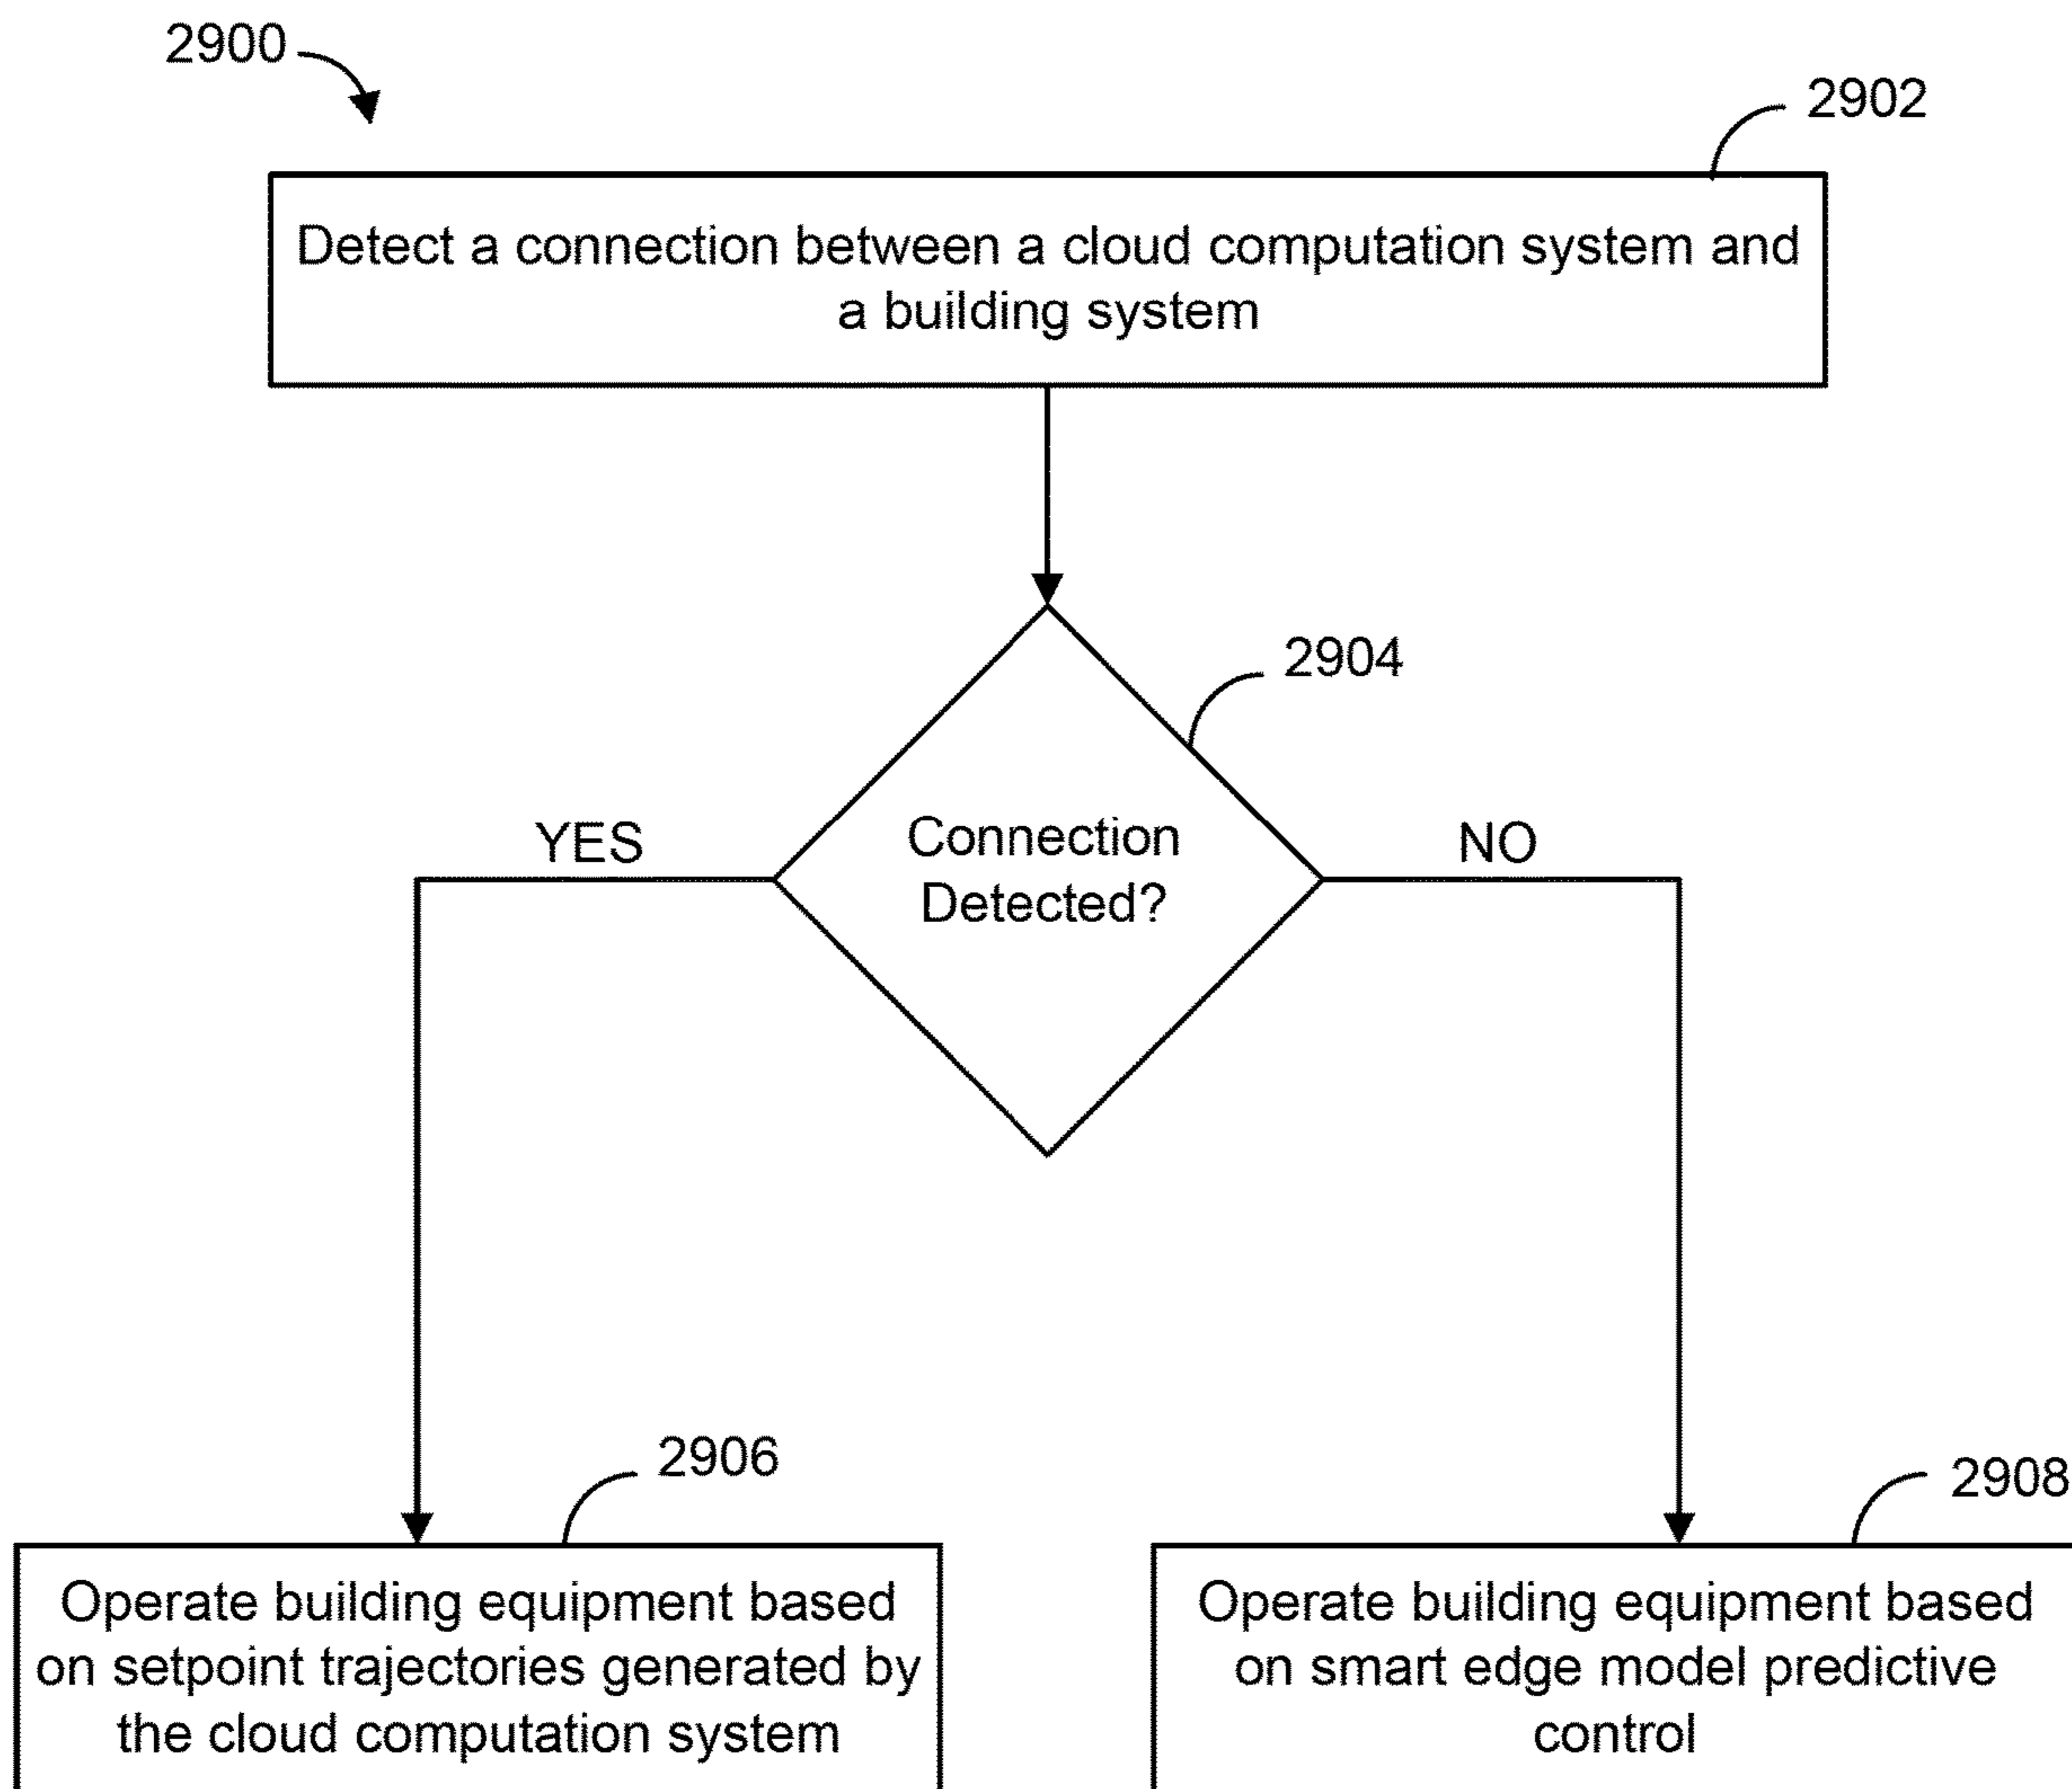 2900
2902
Detect a connection between a cloud computation system and
a building system
2904
Connection
Detected?
YES
NO
2906
2908
Operate building equipment based
on setpoint trajectories generated by
the cloud computation system
Operate building equipment based
on smart edge model predictive
control